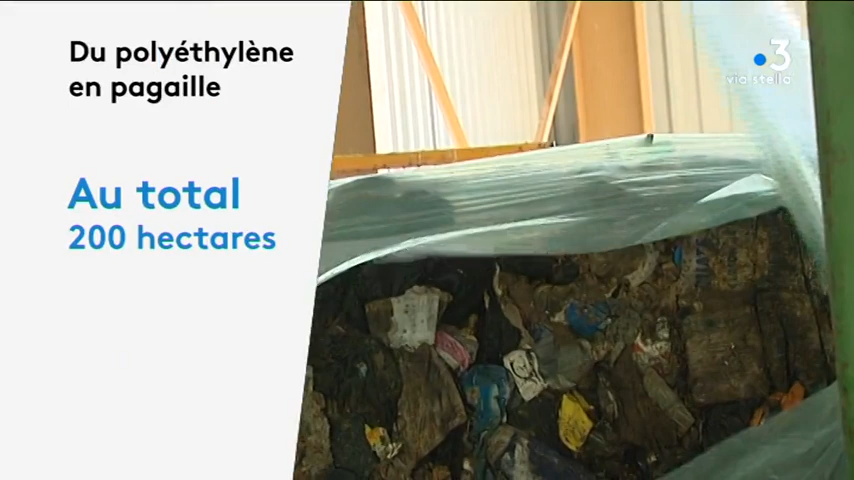 Du polyéthylène
en pagaille
Au total
200 hectares
3
via stella